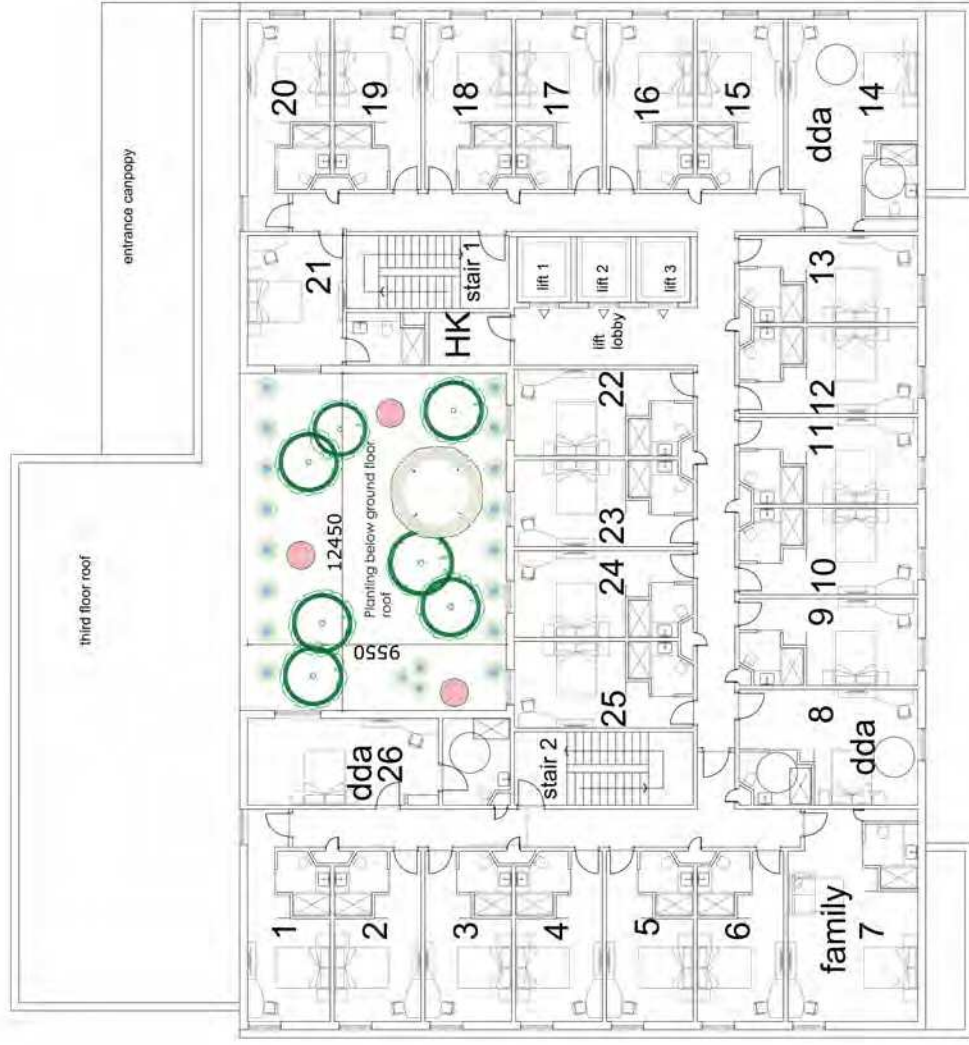 entrance canpopy
third floor roof
20
19
18
17
16
15
dda
14
21
stair 1
HK
lift 1
lift 2
lift 3
lift
lobby
13
12
11
10
9
8
dda
22
23
24
25
12450
Planting below ground floor
roof
9550
dda
26
stair 2
1
2
3
4
5
6
family
7